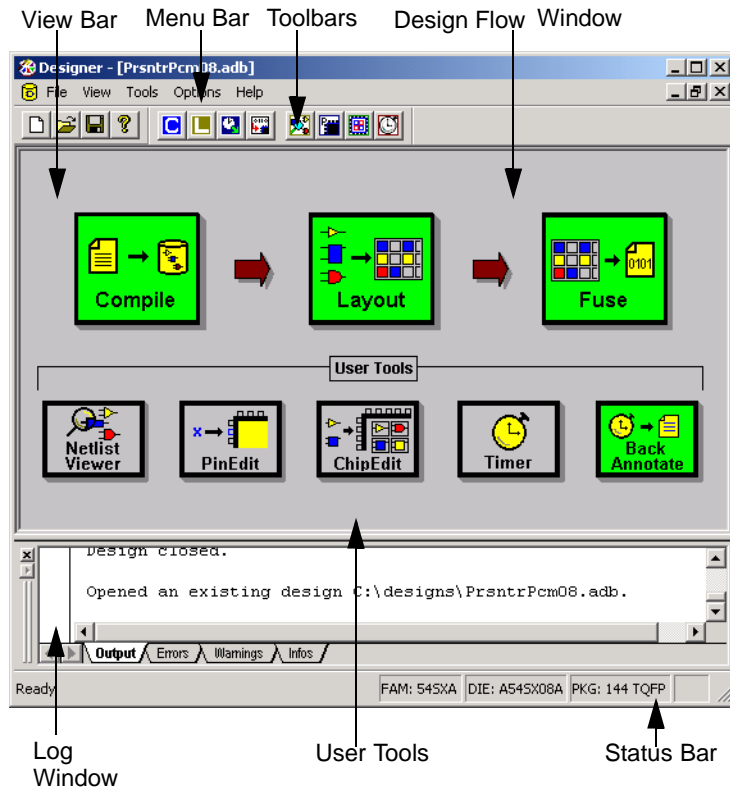 View Bar Menu Bar Toolbars Design Flow Window
Designer - [PrsntrPcm08.adb]
File View Tools Options Help
Compile
Layout
0101
Fuse
User Tools
Netlist Viewer
PinEdit
ChipEdit
Timer
Back Annotate
Design closed.
Opened an existing design C:\designs\PrsntrPcm08.adb.
Output Errors Warnings Infos
Ready FAM: 54SXA DIE: A54SX08A PKG: 144 TQFP
Log Window
User Tools
Status Bar